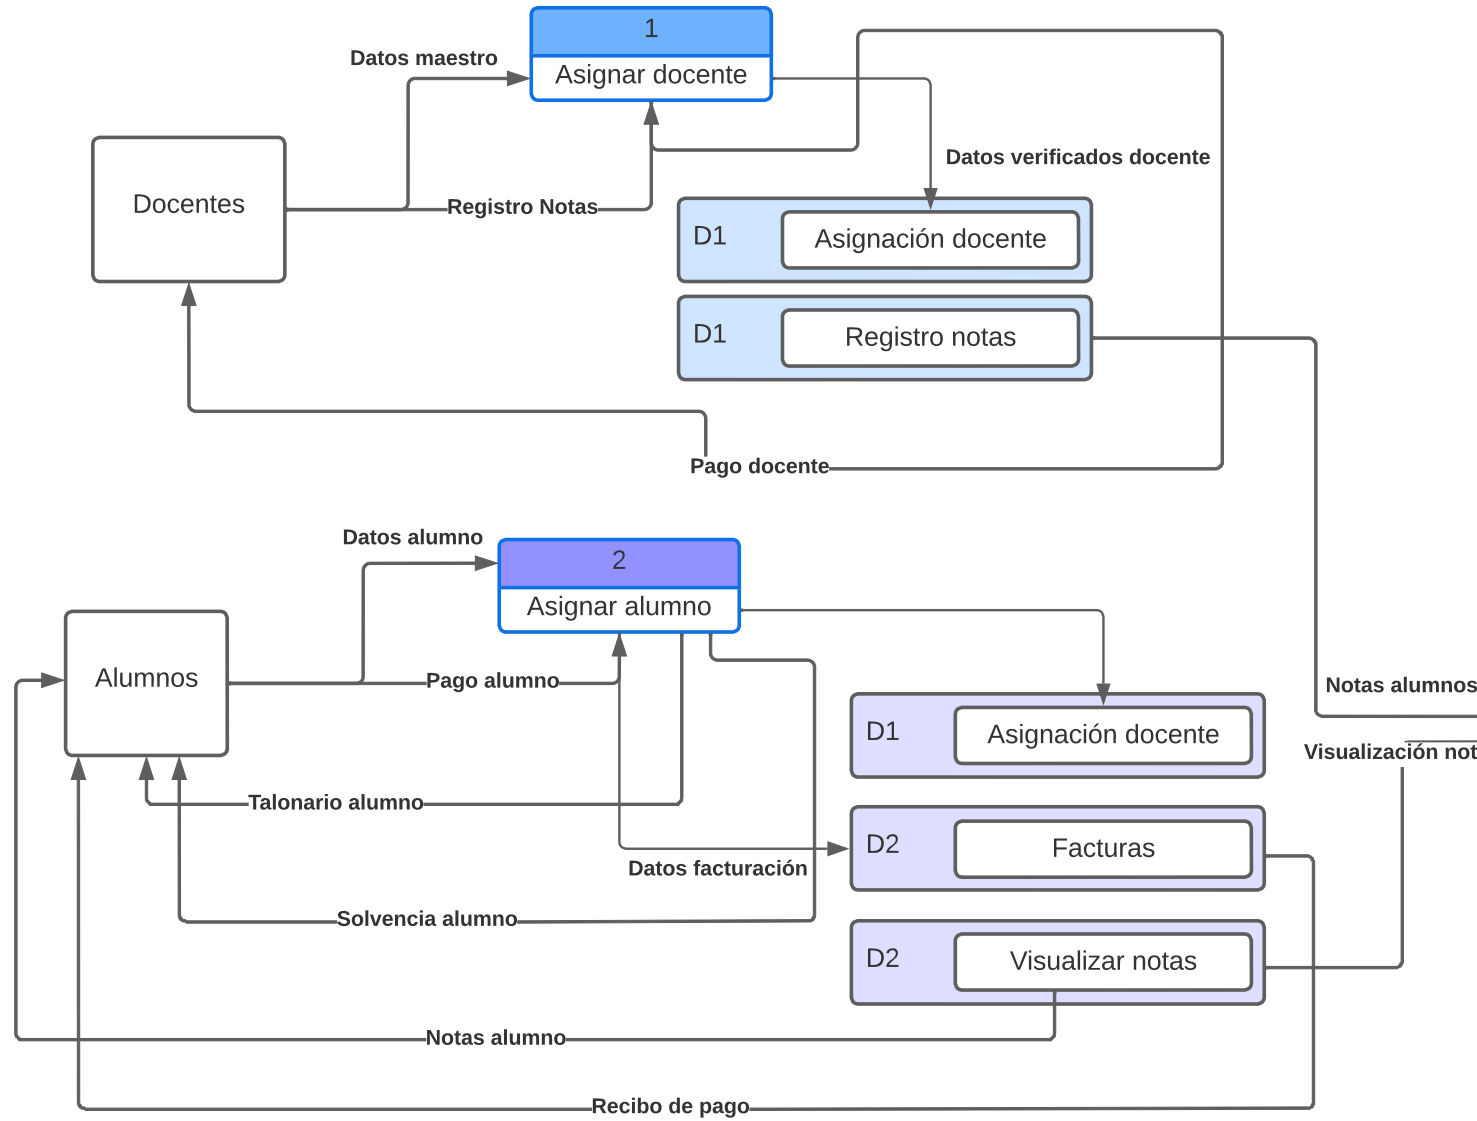 1
Asignar docente
Datos maestro
Datos verificados docente
Docentes
Registro Notas
D1
Asignación docente
D1
Registro notas
Pago docente
Datos alumno
2
Asignar alumno
Alumnos
Pago alumno
Notas alumnos
D1
Asignación docente
Visualización not
Talonario alumno
D2
Facturas
Datos facturación
Solvencia alumno
D2
Visualizar notas
Notas alumno
Recibo de pago